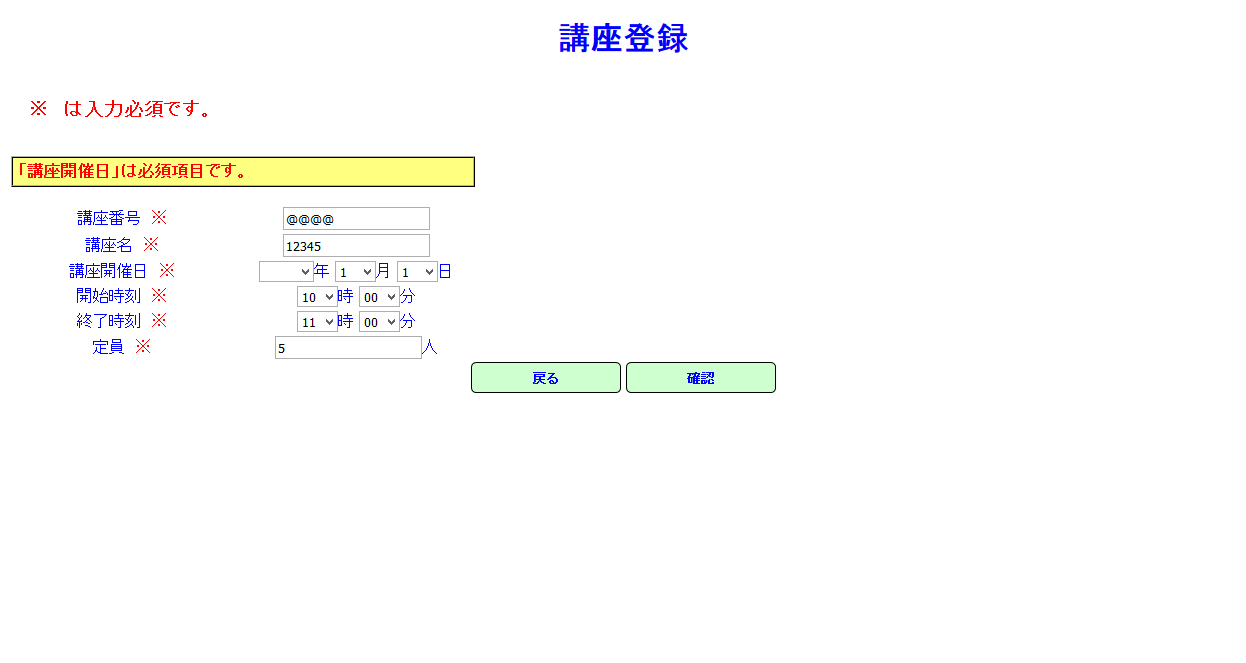 講座登録
※　は入力必須です。
「講座開催日」は必須項目です。
講座番号 ※ @@@@
講座名 ※ 12345
講座開催日 ※ 年 1 月 1 日
開始時刻 ※ 10 時 00 分
終了時刻 ※ 11 時 00 分
定員 ※ 5 人
戻る 確認